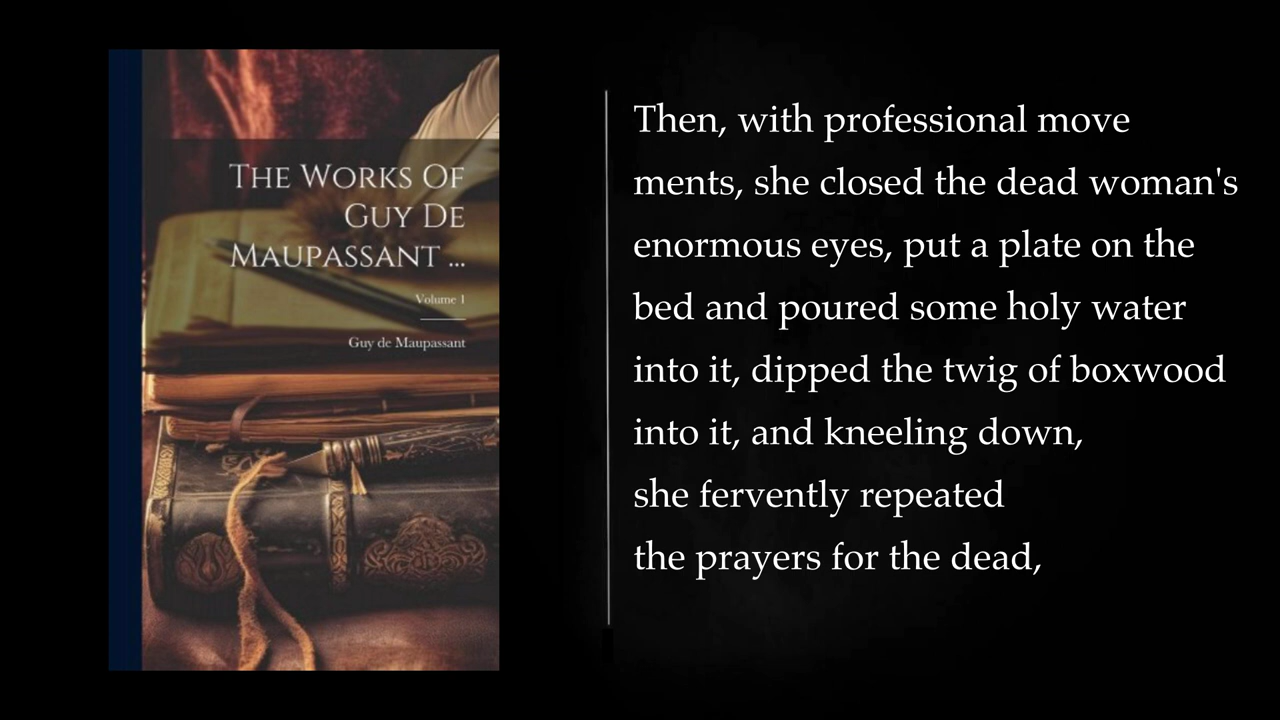 The Works Of
Guy De
Maupassant ...
Volume 1
Guy de Maupassant
Then, with professional move
ments, she closed the dead woman's
enormous eyes, put a plate on the
bed and poured some holy water
into it, dipped the twig of boxwood
into it, and kneeling down,
she fervently repeated
the prayers for the dead,